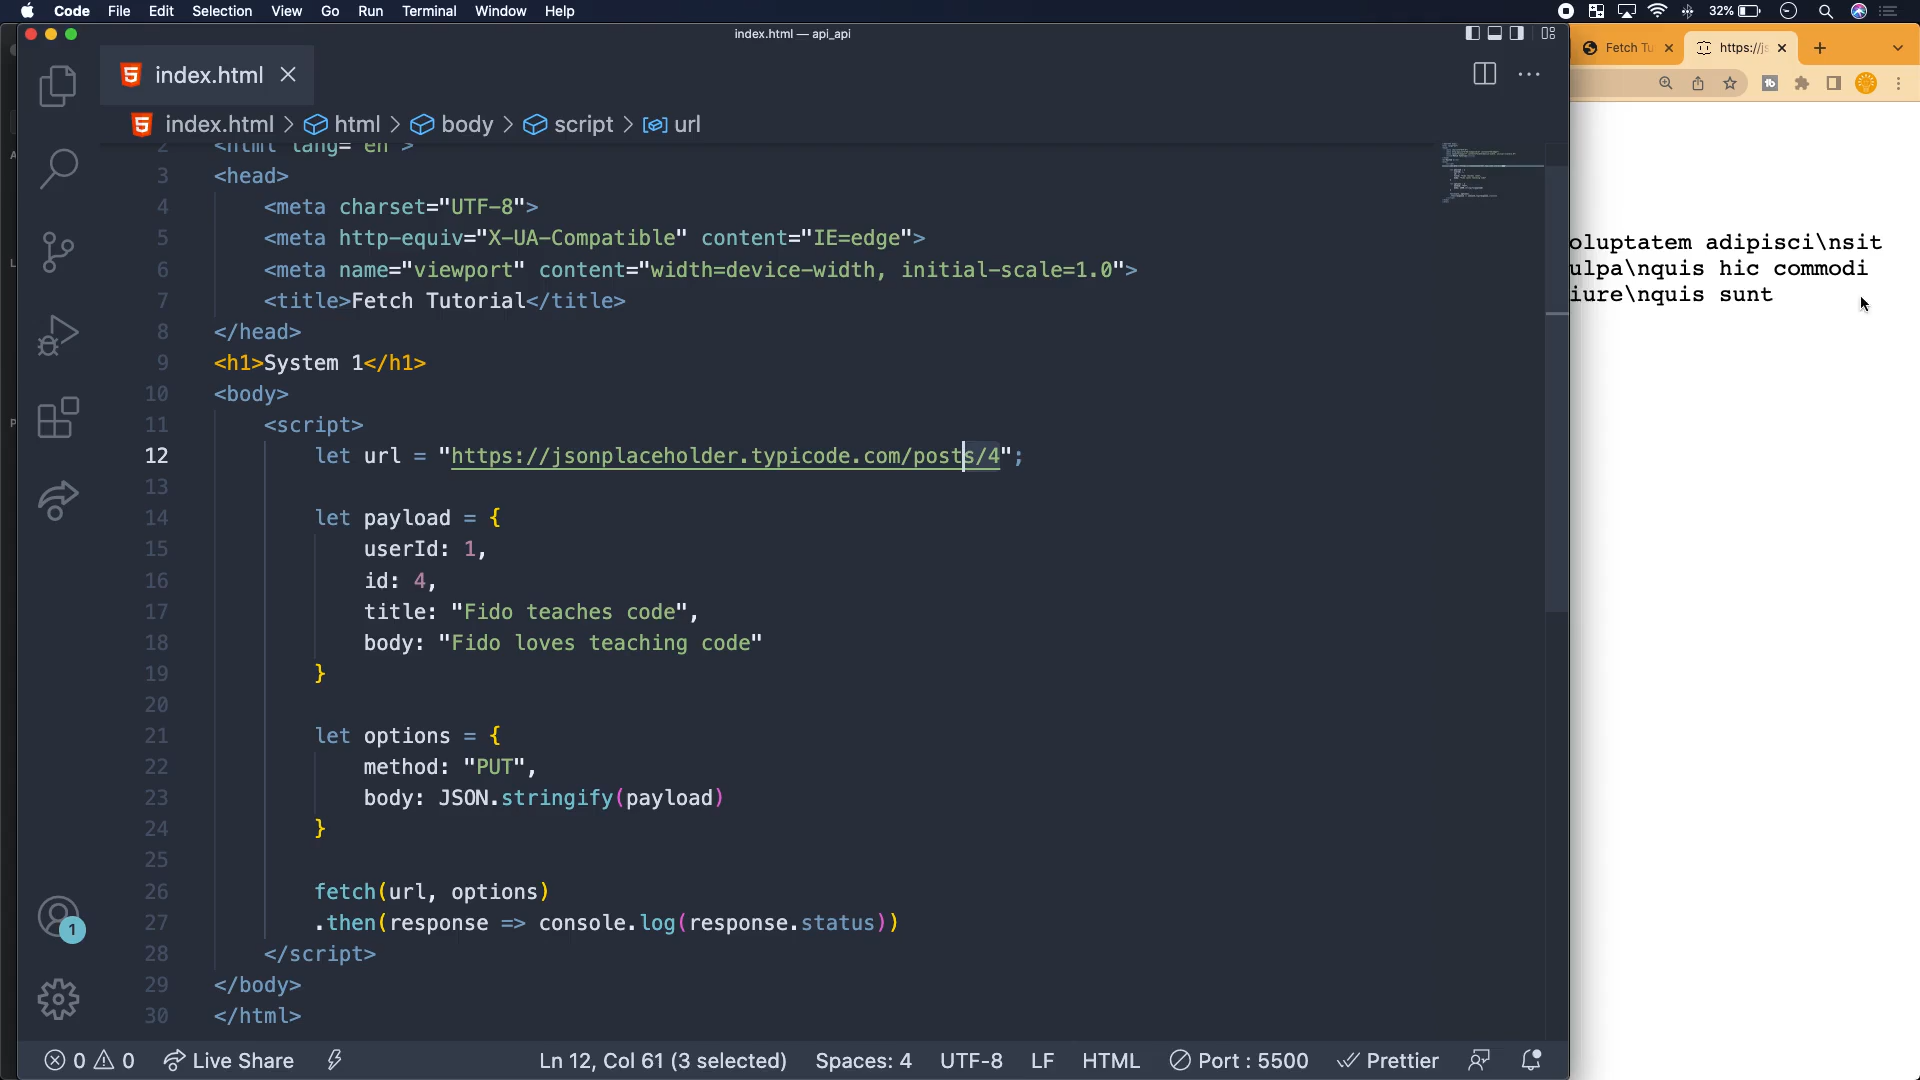 Code File Edit Selection View Go Run Terminal Window Help
32%
index.html — api_api
Fetch Tu
https://js
index.html
index.html > html > body > script > url
2 <html lang="en">
3 <head>
4 <meta charset="UTF-8">
5 <meta http-equiv="X-UA-Compatible" content="IE=edge">
6 <meta name="viewport" content="width=device-width, initial-scale=1.0">
7 <title>Fetch Tutorial</title>
8 </head>
9 <h1>System 1</h1>
10 <body>
11 <script>
12 let url = "https://jsonplaceholder.typicode.com/posts/4";
13
14 let payload = {
15 userId: 1,
16 id: 4,
17 title: "Fido teaches code",
18 body: "Fido loves teaching code"
19 }
20
21 let options = {
22 method: "PUT",
23 body: JSON.stringify(payload)
24 }
25
26 fetch(url, options)
27 .then(response => console.log(response.status))
28 </script>
29 </body>
30 </html>
oluptatem adipisci\nsit
ulpa\nquis hic commodi
iure\nquis sunt
1
0 0 Live Share Ln 12, Col 61 (3 selected) Spaces: 4 UTF-8 LF HTML Port : 5500 Prettier